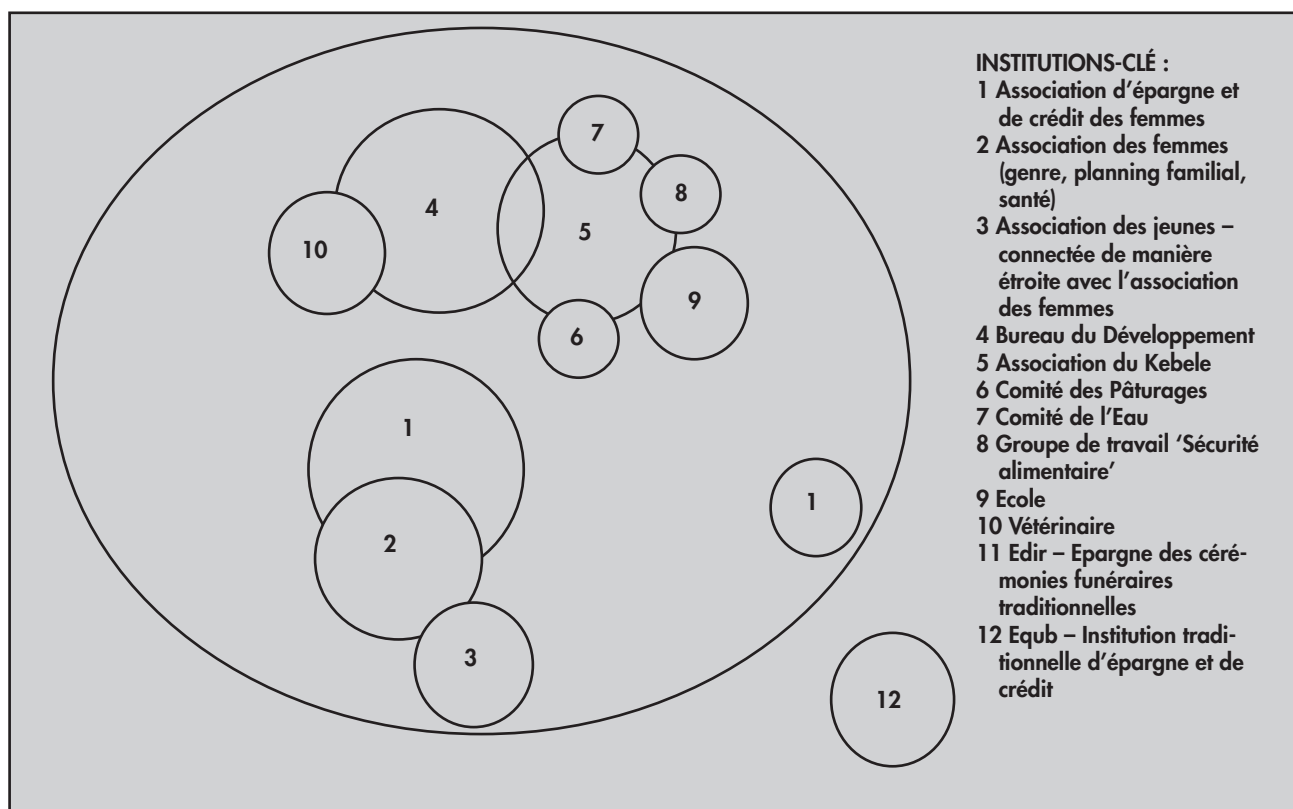 7
8
4
5
10
9
6
1
2
1
3
12
INSTITUTIONS-CLÉ :
1 Association d'épargne et
de crédit des femmes
2 Association des femmes
(genre, planning familial,
santé)
3 Association des jeunes –
connectée de manière
étroite avec l'association
des femmes
4 Bureau du Développement
5 Association du Kebele
6 Comité des Pâturages
7 Comité de l'Eau
8 Groupe de travail 'Sécurité
alimentaire'
9 Ecole
10 Vétérinaire
11 Edir – Epargne des céré-
monies funéraires
traditionnelles
12 Equb – Institution tradi-
tionnelle d'épargne et de
crédit